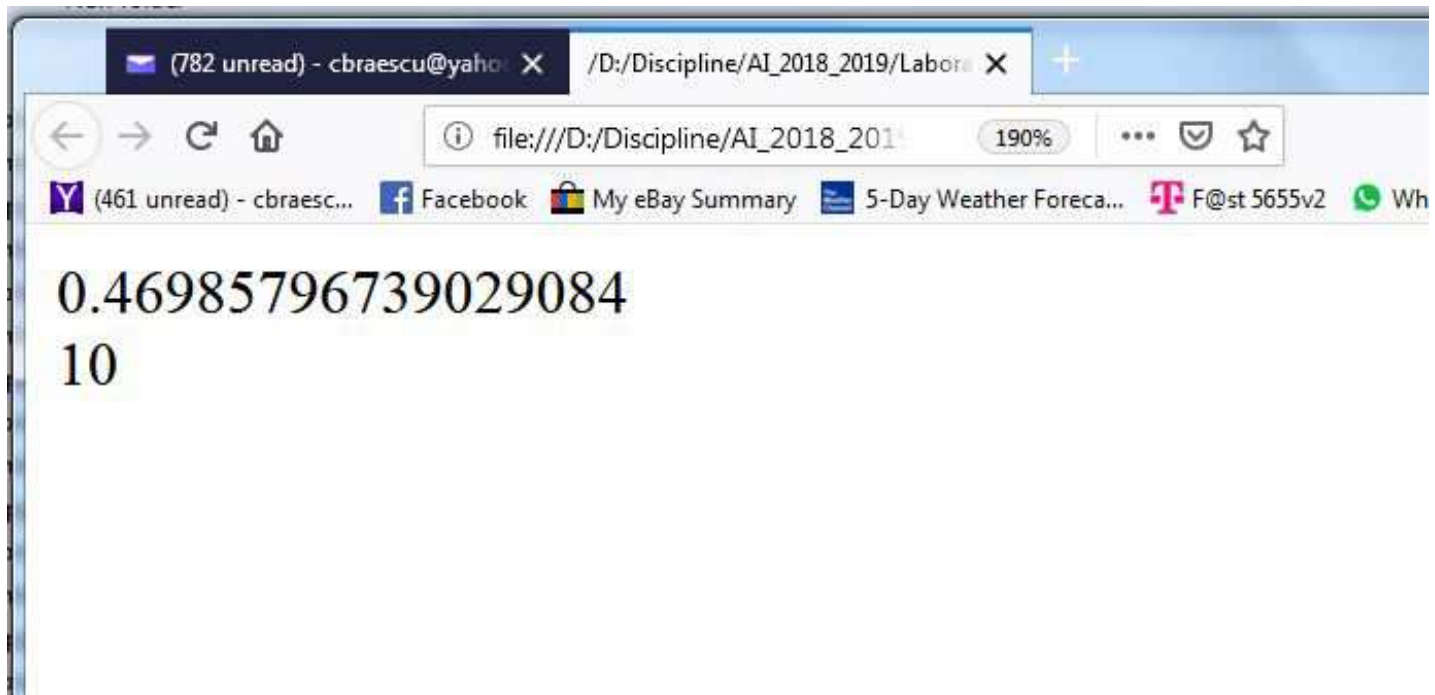 (782 unread) - cbraescu@yaho
/D:/Discipline/AI_2018_2019/Labora
file:///D:/Discipline/AI_2018_201
190%
(461 unread) - cbraesc...
Facebook
My eBay Summary
5-Day Weather Foreca...
F@st 5655v2
Wh
0.46985796739029084
10